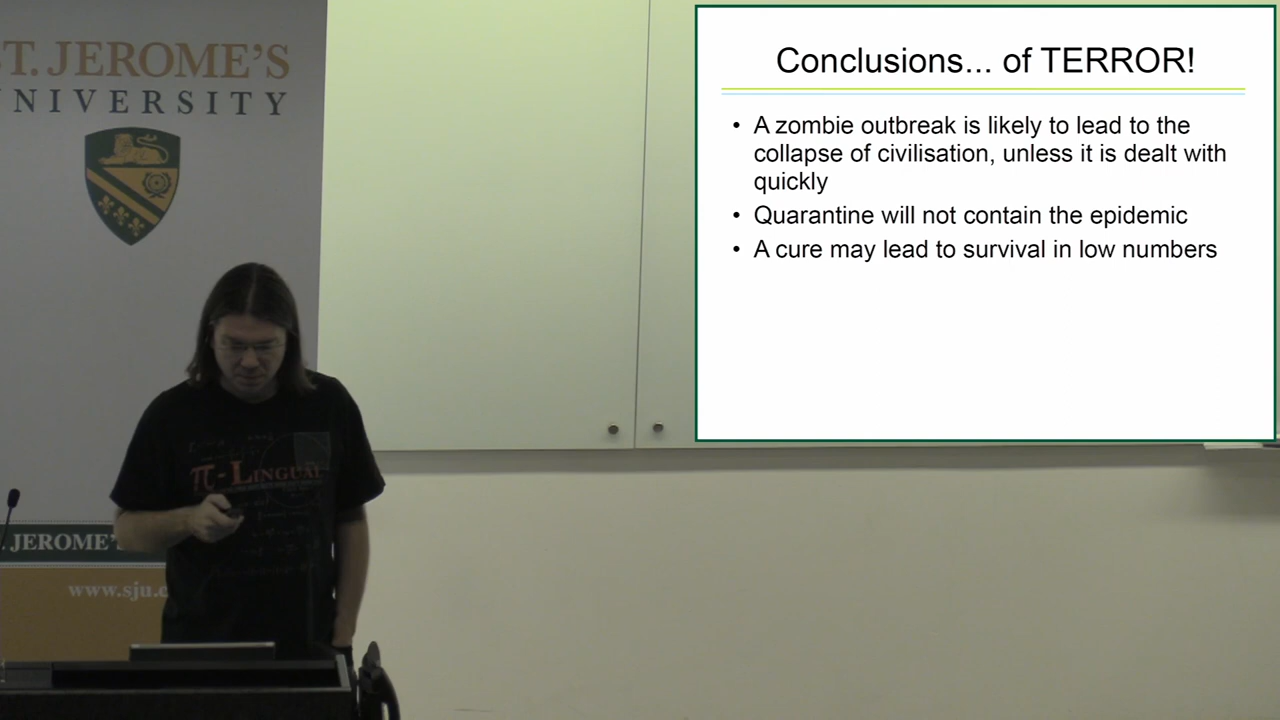 T. JEROME'S
NIVERSITY
Conclusions... of TERROR!
• A zombie outbreak is likely to lead to the
collapse of civilisation, unless it is dealt with
quickly
• Quarantine will not contain the epidemic
• A cure may lead to survival in low numbers
π-LINGUAL
. JEROME'
www.sju.c